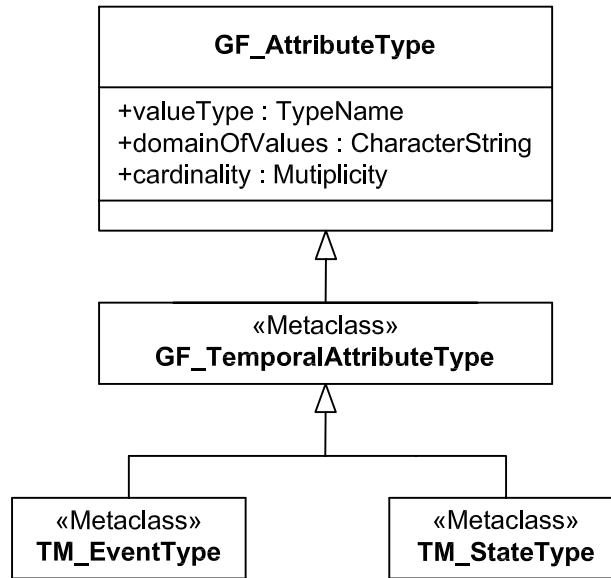 GF_AttributeType
+valueType : TypeName
+domainOfValues : CharacterString
+cardinality : Mutiplicity
«Metaclass»
GF_TemporalAttributeType
«Metaclass»
TM_EventType
«Metaclass»
TM_StateType